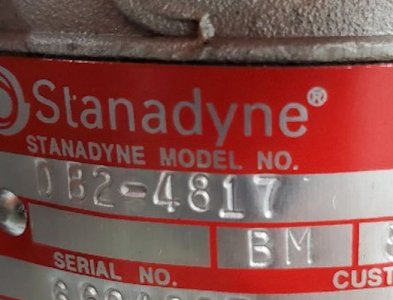 Stanadyne®
STANADYNE MODEL NO.
DB2-4817
BM
SERIAL NO. CUST